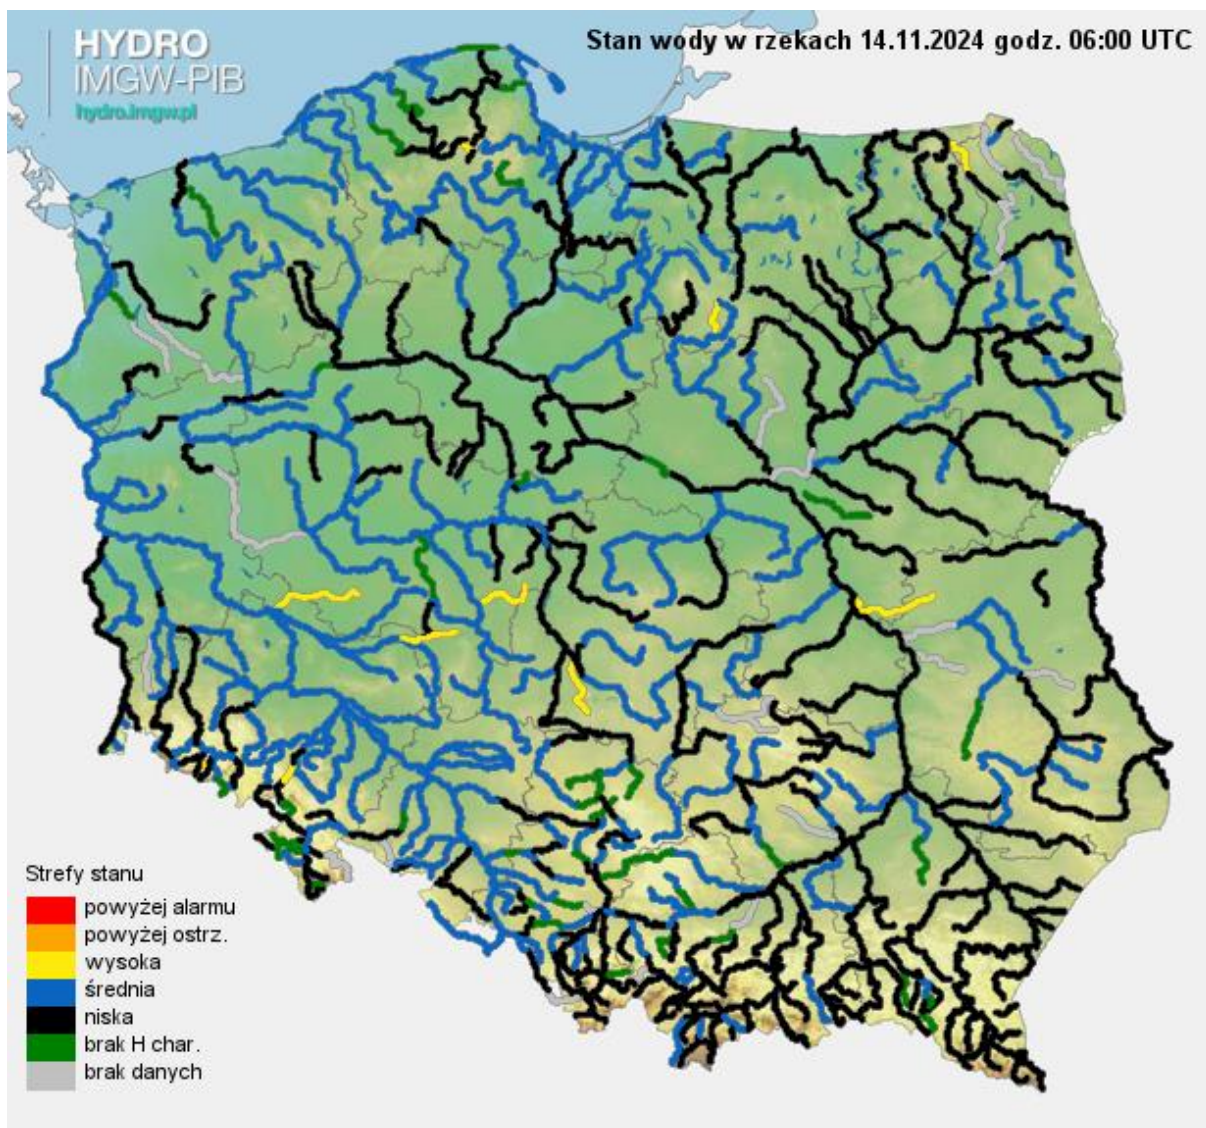 HYDRO
IMGW-PIB
hydro.imgw.pl
Stan wody w rzekach 14.11.2024 godz. 06:00 UTC
Strefy stanu
powyżej alarmu
powyżej ostrz.
wysoka
średnia
niska
brak H char.
brak danych